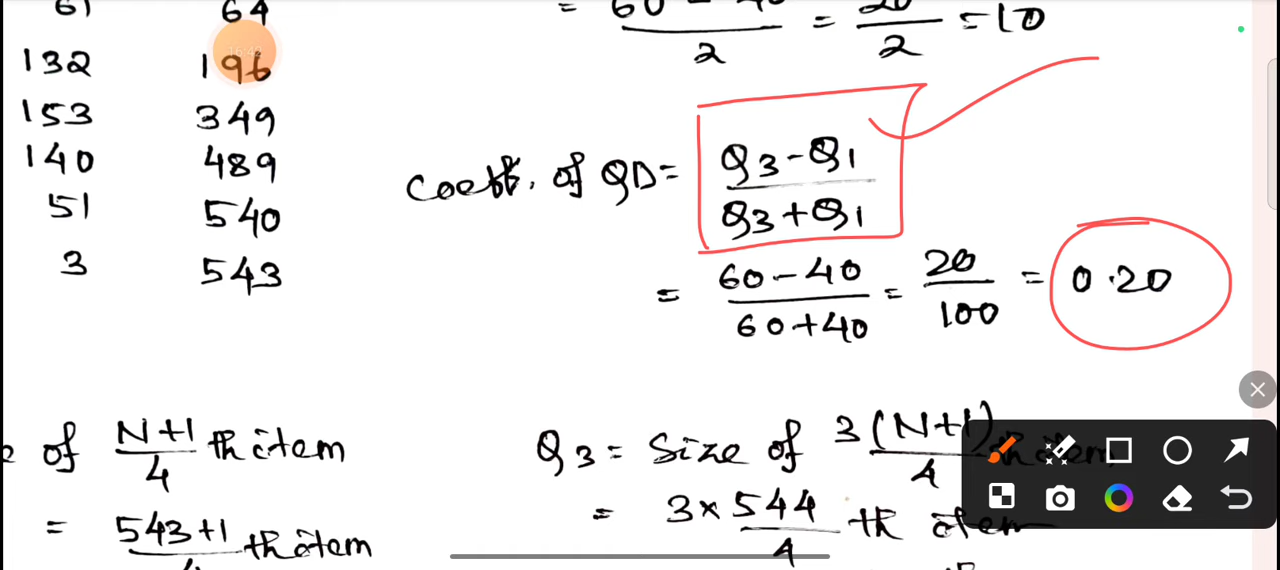 61 64
= 60 - 40 / 2 = 20 / 2 = 10
132 196
153 349
140 489
51 540
3 543
Coeff. of QD = Q3 - Q1 / Q3 + Q1
= 60 - 40 / 60 + 40 = 20 / 100 = 0.20
of N+1 / 4 th item
= 543 + 1 th item
Q3 = Size of 3 (N+1) / 4 th item
= 3 × 544 / 4 th item